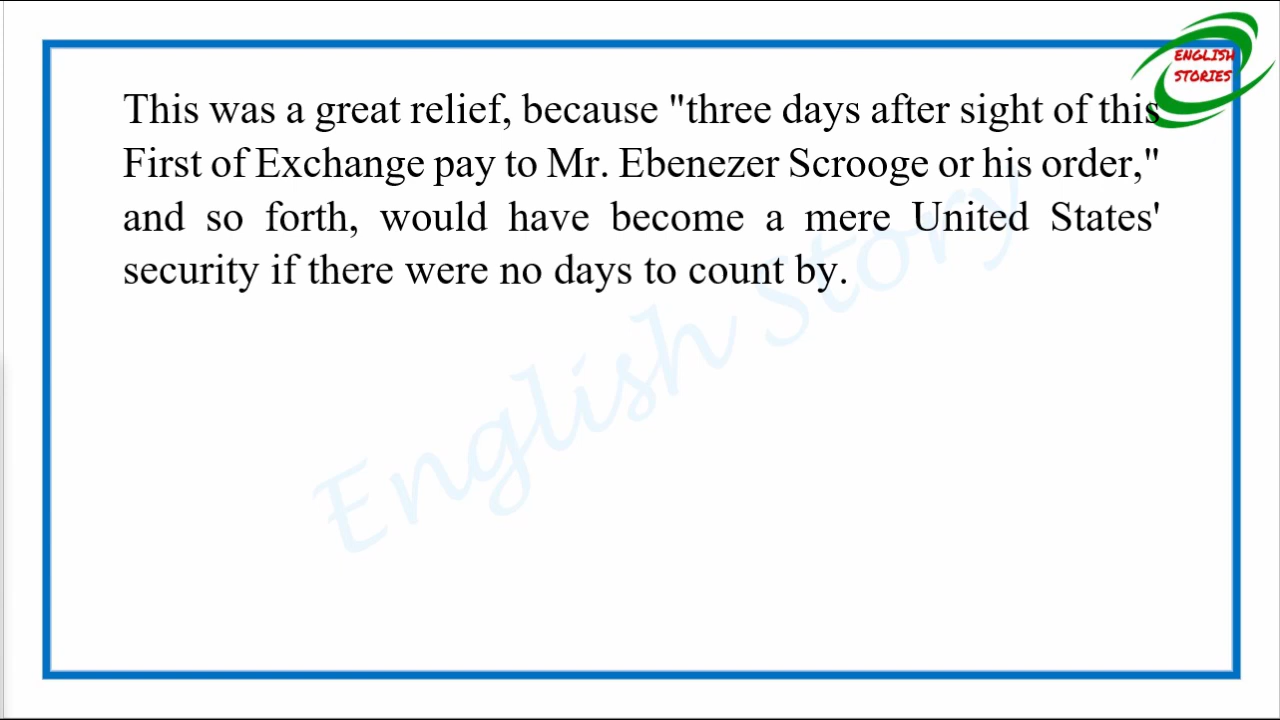 ENGLISH
STORIES
This was a great relief, because "three days after sight of this
First of Exchange pay to Mr. Ebenezer Scrooge or his order,"
and so forth, would have become a mere United States'
security if there were no days to count by.
English Story